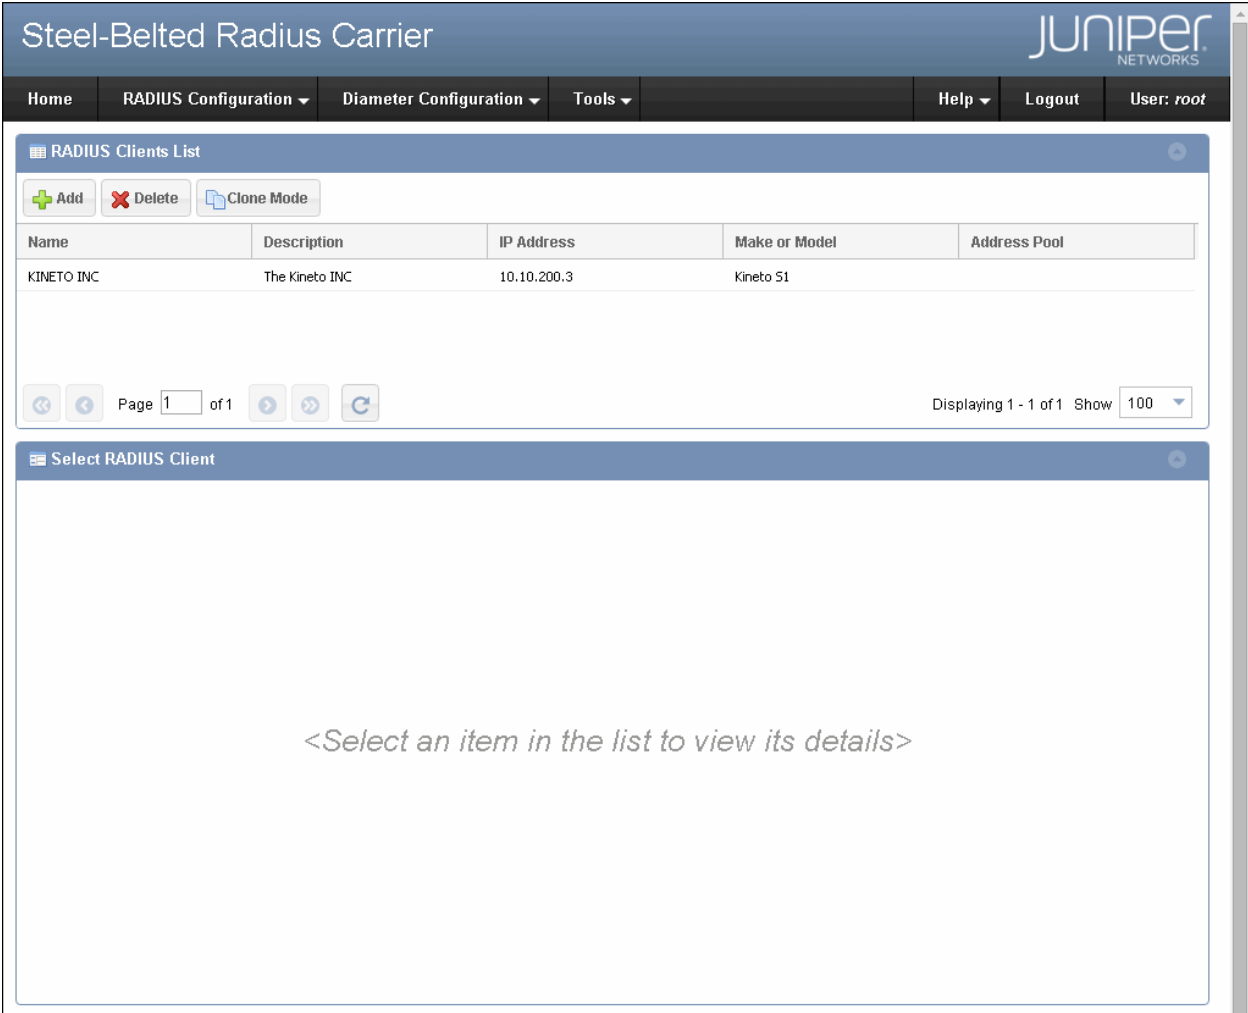 Steel-Belted Radius Carrier
JUNIPER
NETWORKS
Home RADIUS Configuration Diameter Configuration Tools Help Logout User: root
RADIUS Clients List
Add Delete Clone Mode
Name Description IP Address Make or Model Address Pool
KINETO INC The Kineto INC 10.10.200.3 Kineto S1
Page 1 of 1 Displaying 1 - 1 of 1 Show 100
Select RADIUS Client
<Select an item in the list to view its details>